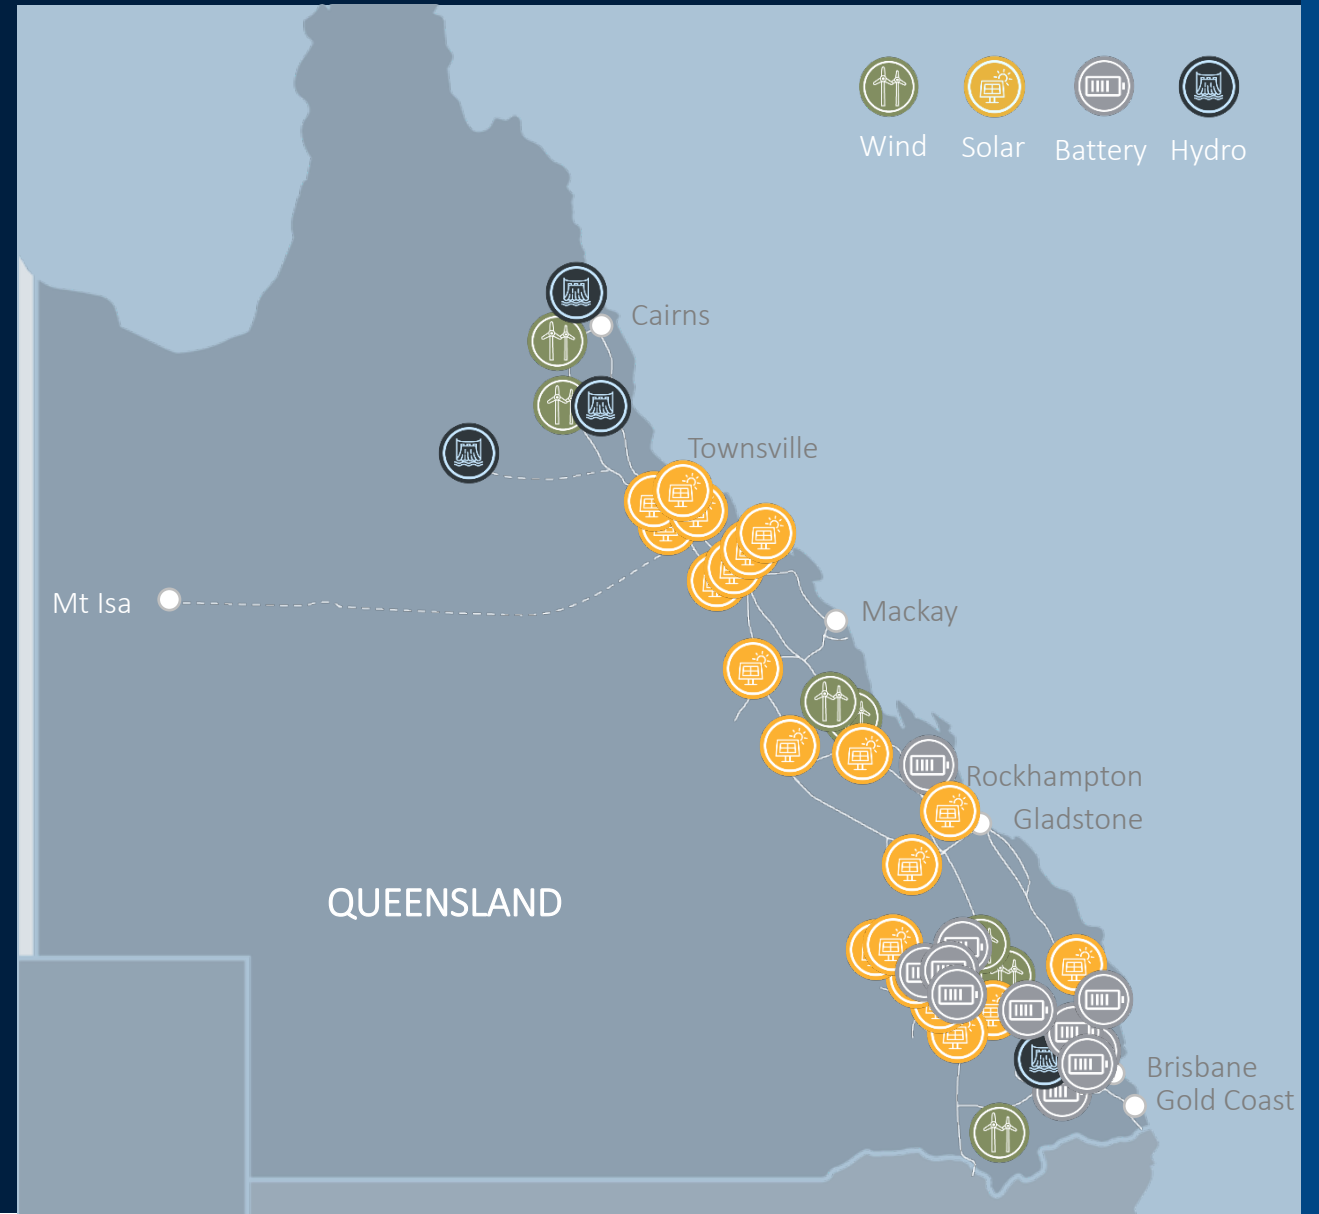 Wind Solar Battery Hydro
Cairns
Townsville
Mt Isa
Mackay
Rockhampton
Gladstone
QUEENSLAND
Brisbane
Gold Coast